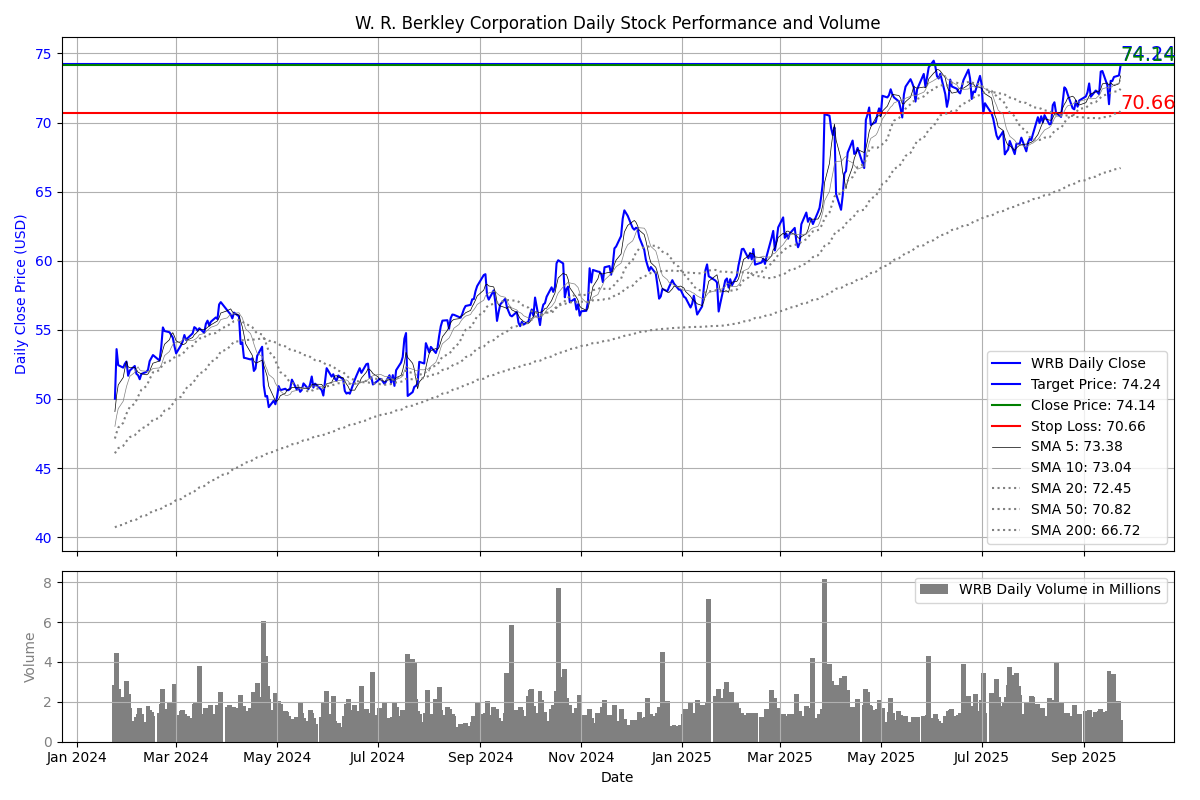 W. R. Berkley Corporation Daily Stock Performance and Volume
Daily Close Price (USD)
75
70
65
60
55
50
45
40
74.24
74.14
70.66
WRB Daily Close
Target Price: 74.24
Close Price: 74.14
Stop Loss: 70.66
SMA 5: 73.38
SMA 10: 73.04
SMA 20: 72.45
SMA 50: 70.82
SMA 200: 66.72
Volume
8
6
4
2
0
WRB Daily Volume in Millions
Jan 2024 Mar 2024 May 2024 Jul 2024 Sep 2024 Nov 2024 Jan 2025 Mar 2025 May 2025 Jul 2025 Sep 2025
Date